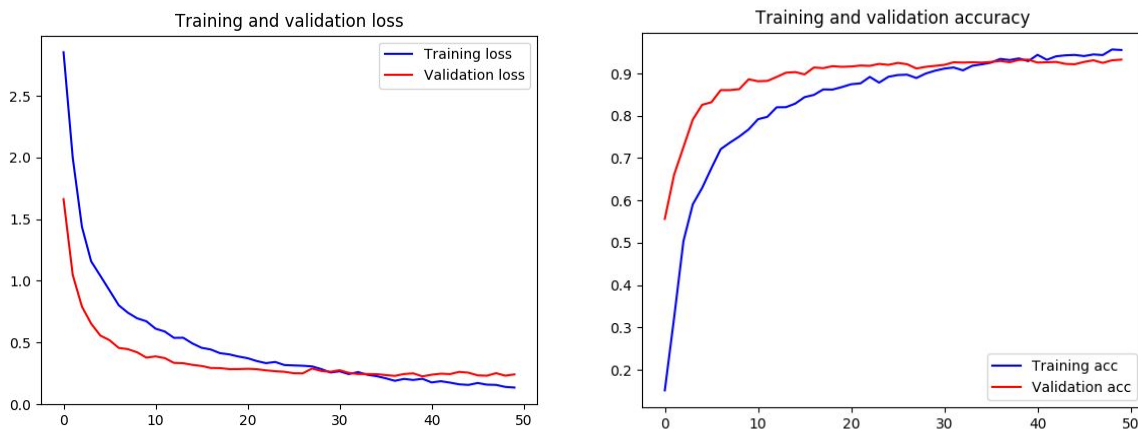 Training and validation loss
Training loss
Validation loss
2.5
2.0
1.5
1.0
0.5
0.0
0 10 20 30 40 50
Training and validation accuracy
0.9
0.8
0.7
0.6
0.5
0.4
0.3
0.2
Training acc
Validation acc
0 10 20 30 40 50